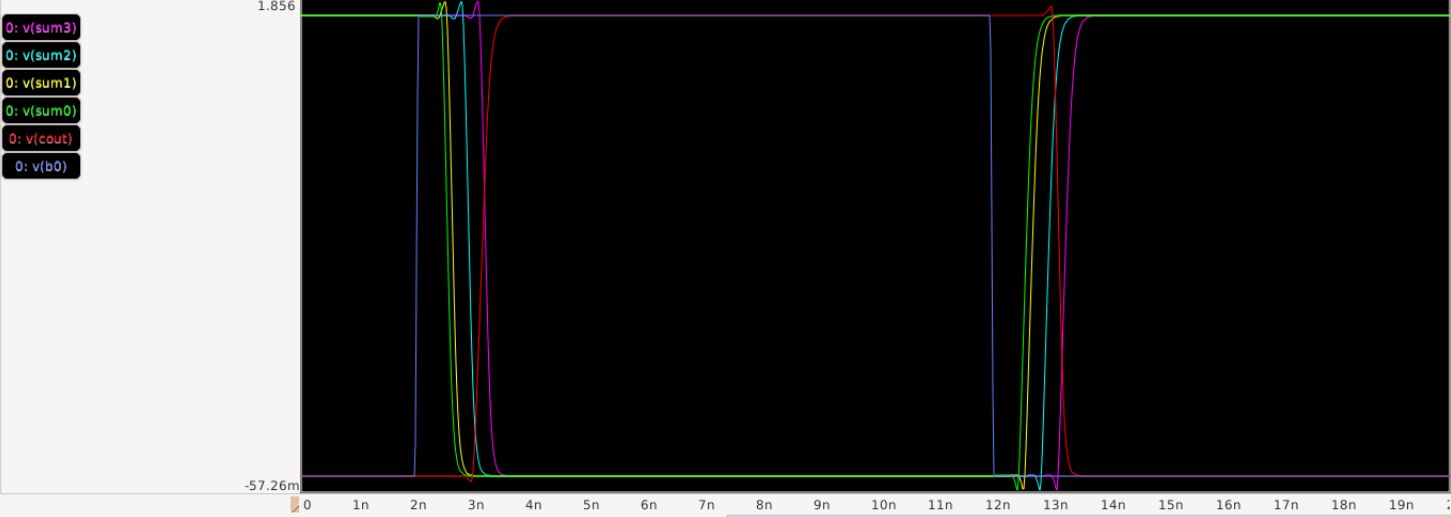 1.856
0: v(sum3)
0: v(sum2)
0: v(sum1)
0: v(sum0)
0: v(cout)
0: v(b0)
-57.26m
0 1n 2n 3n 4n 5n 6n 7n 8n 9n 10n 11n 12n 13n 14n 15n 16n 17n 18n 19n